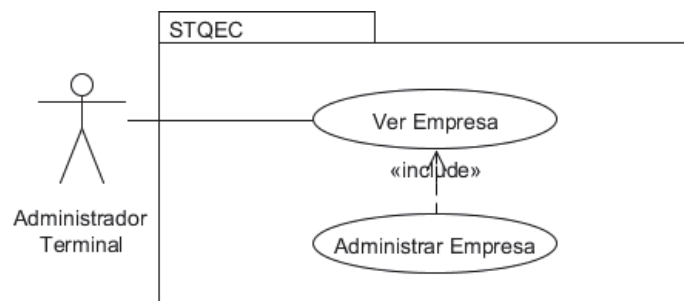 STQEC
Ver Empresa
«include»
Administrador
Terminal
Administrar Empresa